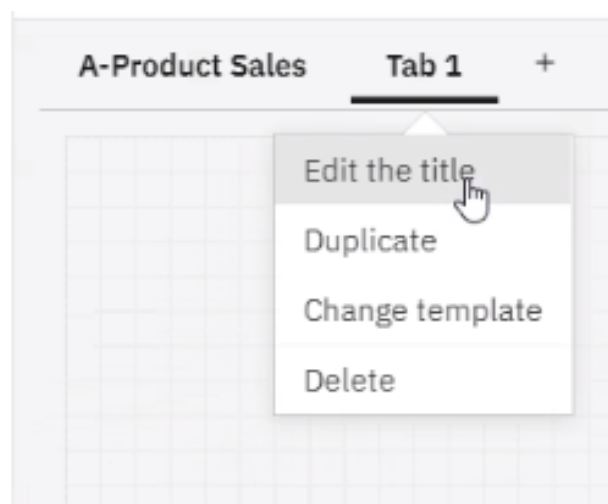 A-Product Sales Tab 1 +
Edit the title
Duplicate
Change template
Delete